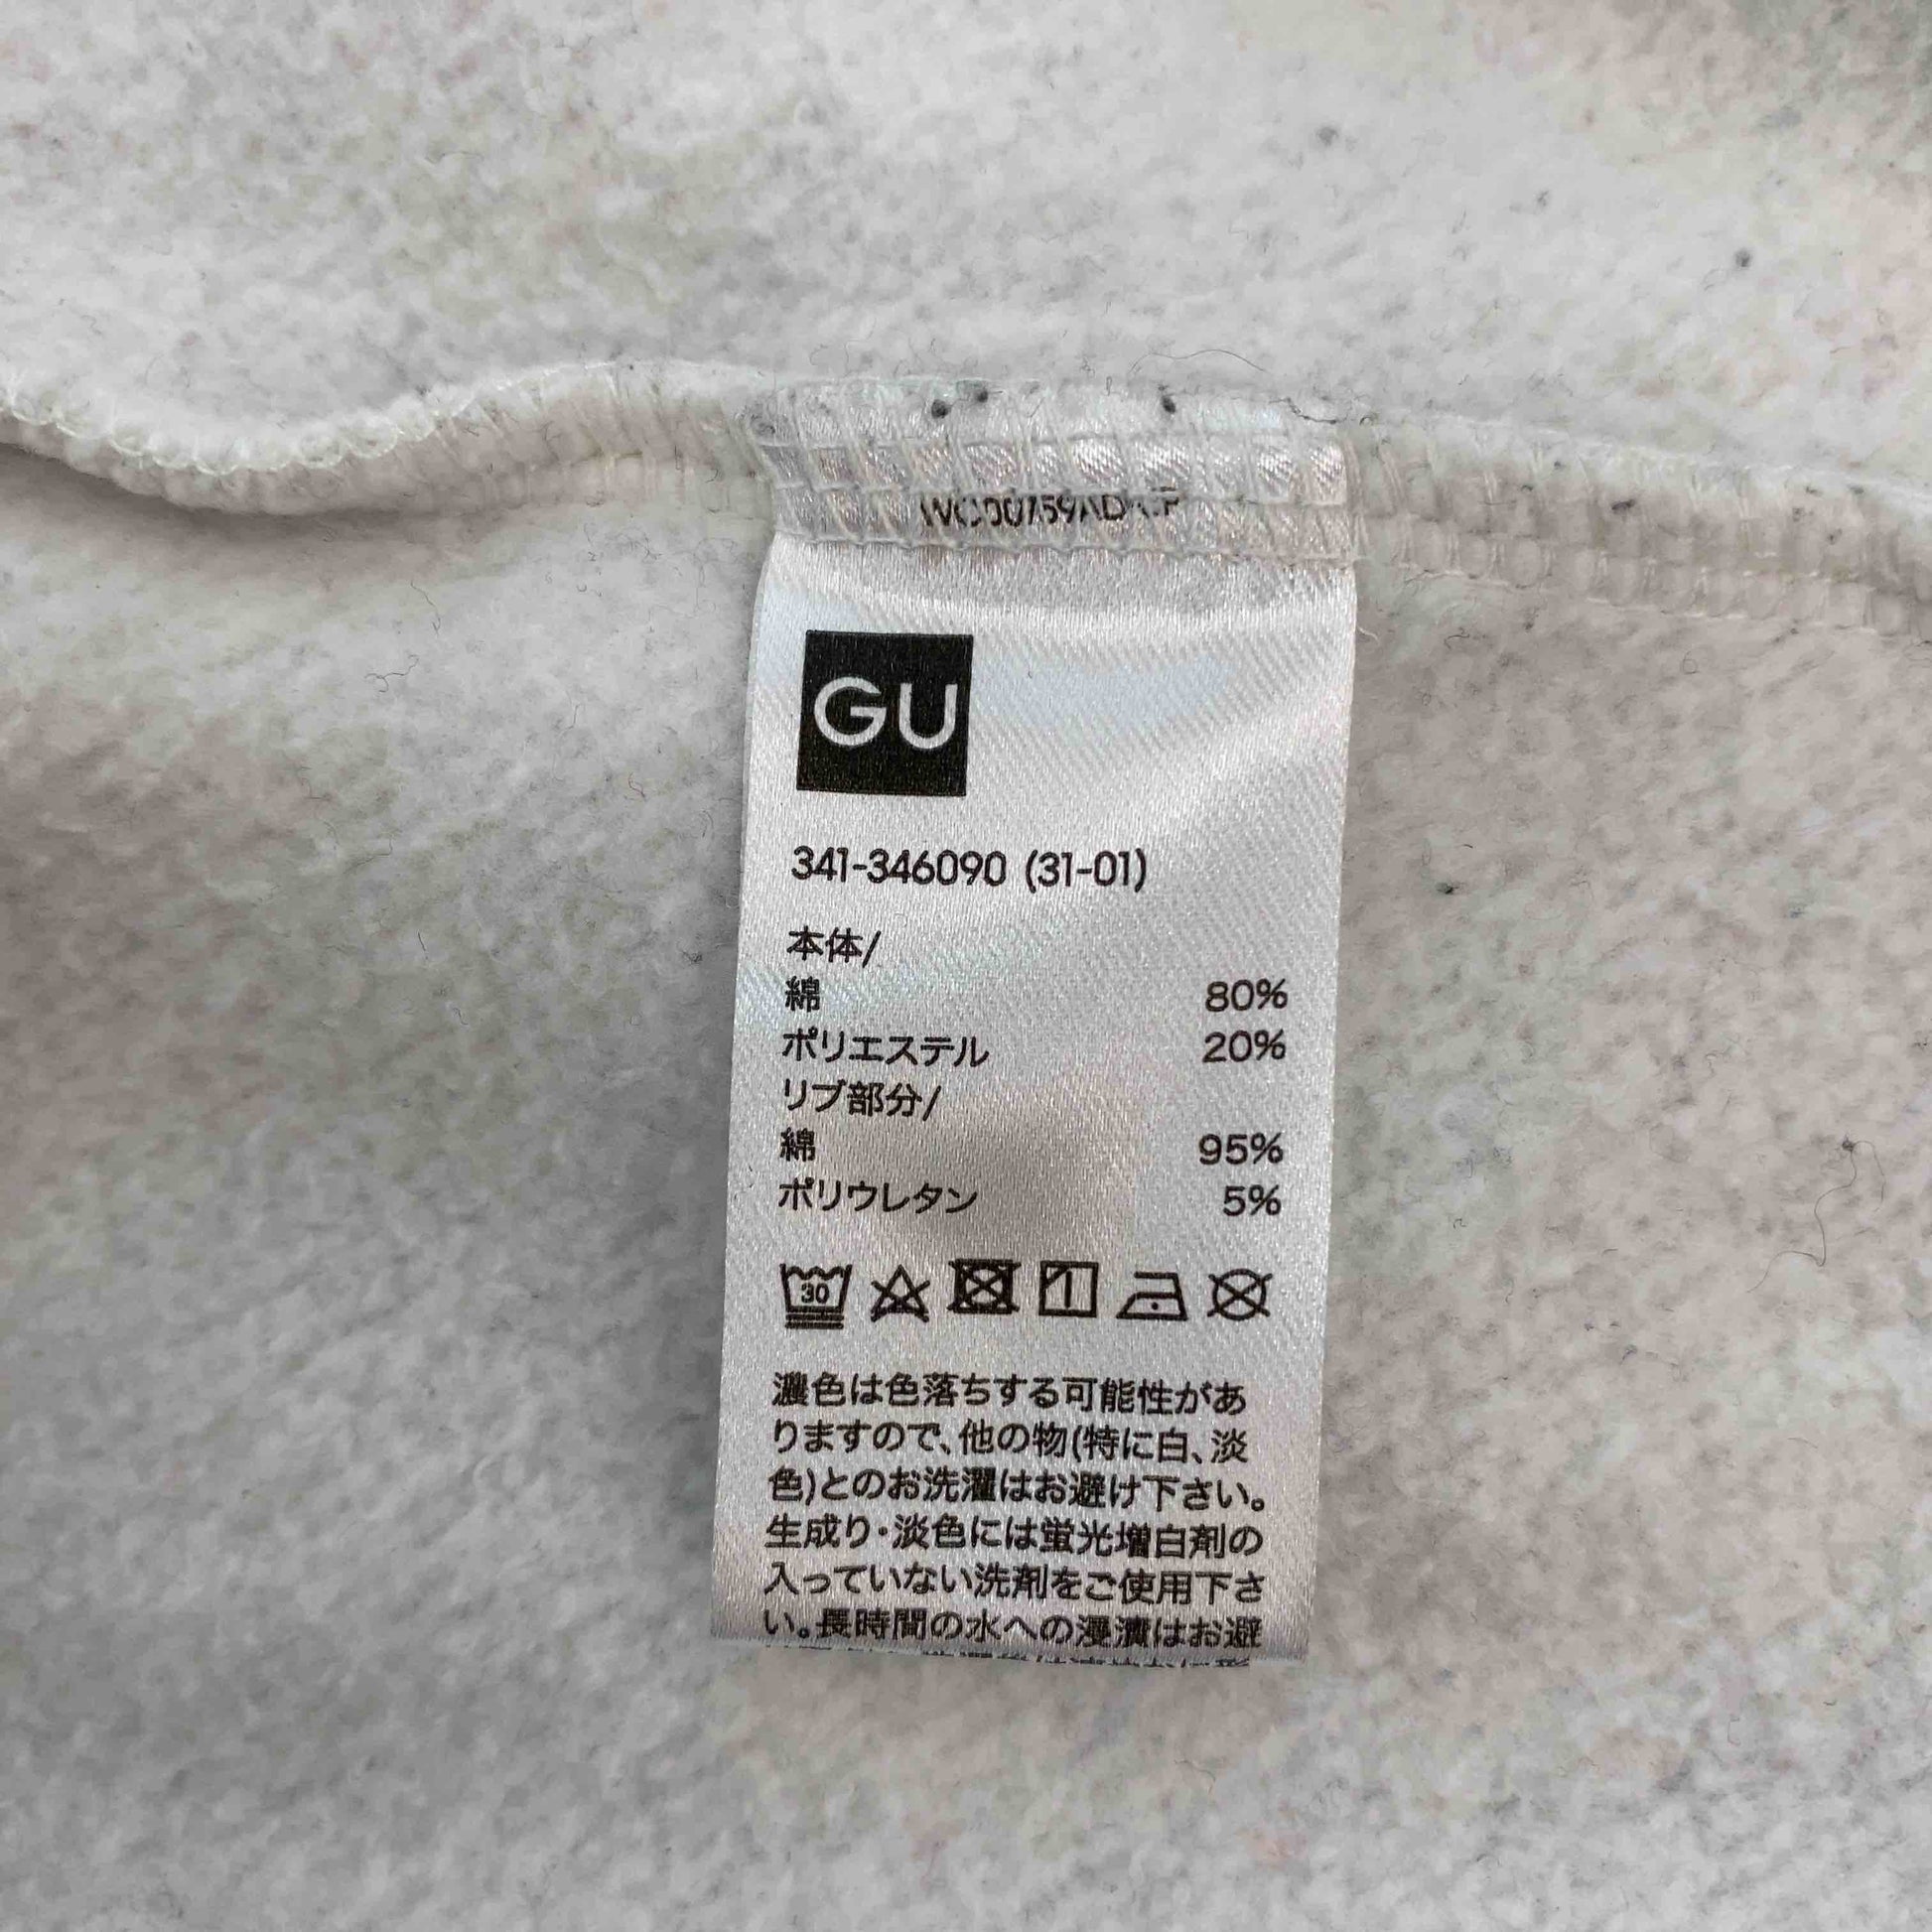 GU
341-346090 (31-01)
本体/
綿 80%
ポリエステル 20%
リブ部分/
綿 95%
ポリウレタン 5%
30
濃色は色落ちする可能性があ
りますので、他の物(特に白、淡
色)とのお洗濯はお避け下さい。
生成り・淡色には蛍光増白剤の
入っていない洗剤をご使用下さ
い。長時間の水への浸漬はお避